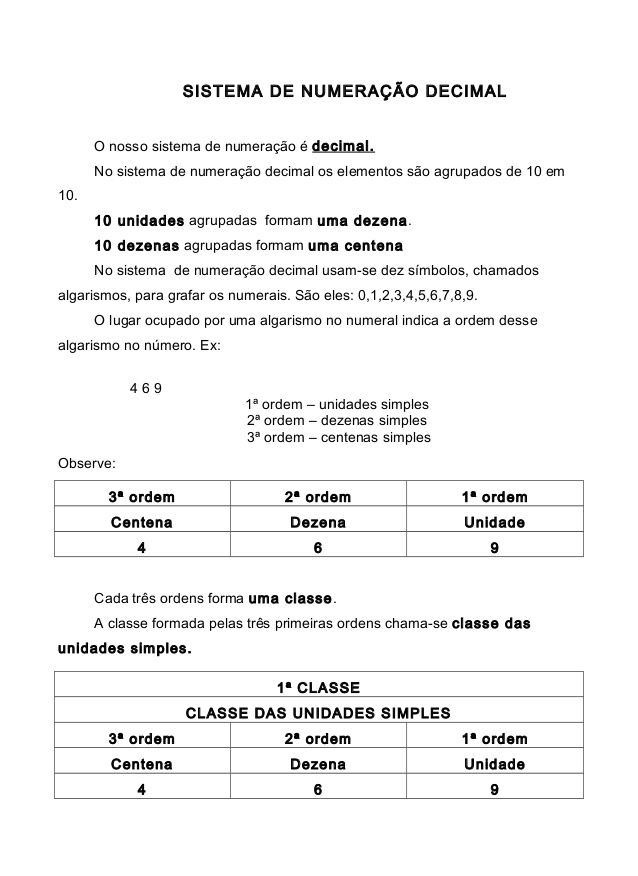 SISTEMA DE NUMERAÇÃO DECIMAL
O nosso sistema de numeração é decimal.
No sistema de numeração decimal os elementos são agrupados de 10 em
10.
10 unidades agrupadas formam uma dezena.
10 dezenas agrupadas formam uma centena
No sistema de numeração decimal usam-se dez símbolos, chamados
algarismos, para grafar os numerais. São eles: 0,1,2,3,4,5,6,7,8,9.
O lugar ocupado por uma algarismo no numeral indica a ordem desse
algarismo no número. Ex:
4 6 9
1ª ordem – unidades simples
2ª ordem – dezenas simples
3ª ordem – centenas simples
Observe:
3ª ordem 2ª ordem 1ª ordem
Centena Dezena Unidade
4 6 9
Cada três ordens forma uma classe.
A classe formada pelas três primeiras ordens chama-se classe das
unidades simples.
1ª CLASSE
CLASSE DAS UNIDADES SIMPLES
3ª ordem 2ª ordem 1ª ordem
Centena Dezena Unidade
4 6 9